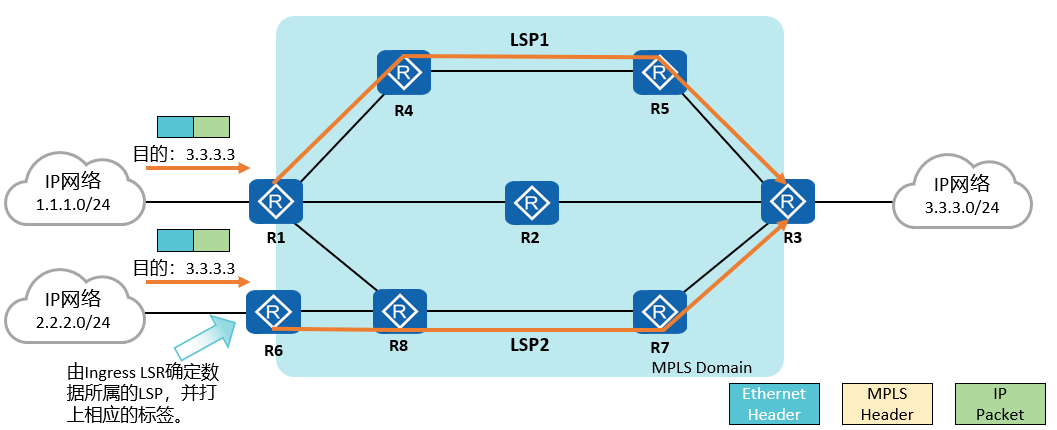 LSP1
R4
R5
目的：3.3.3.3
IP网络
1.1.1.0/24
R
R
R
R
R
R1
R2
R3
IP网络
3.3.3.0/24
目的：3.3.3.3
IP网络
2.2.2.0/24
R
R
R
R6
R8
LSP2
R7
MPLS Domain
由Ingress LSR确定数
据所属的LSP，并打
上相应的标签。
Ethernet
Header
MPLS
Header
IP
Packet